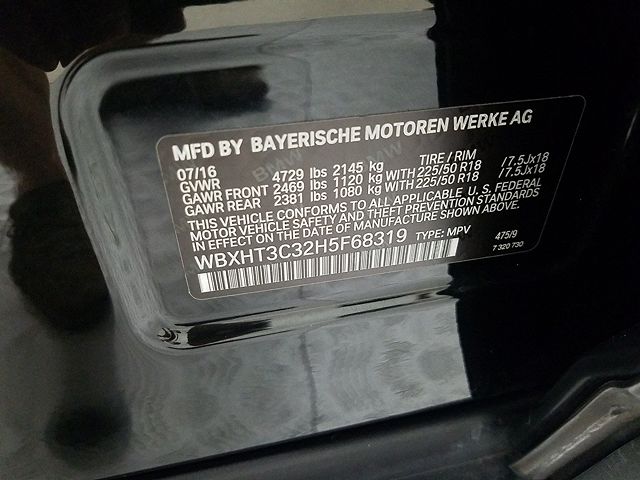 MFD BY BAYERISCHE MOTOREN WERKE AG
07/16 TIRE / RIM
GVWR 4729 lbs 2145 kg
GAWR FRONT 2469 lbs 1120 kg WITH 225/50 R18 /7.5Jx18
GAWR REAR 2381 lbs 1080 kg WITH 225/50 R18 /7.5Jx18
THIS VEHICLE CONFORMS TO ALL APPLICABLE U. S. FEDERAL
MOTOR VEHICLE SAFETY AND THEFT PREVENTION STANDARDS
IN EFFECT ON THE DATE OF MANUFACTURE SHOWN ABOVE
WBXHT3C32H5F68319 TYPE: MPV 475/9
7 320 730